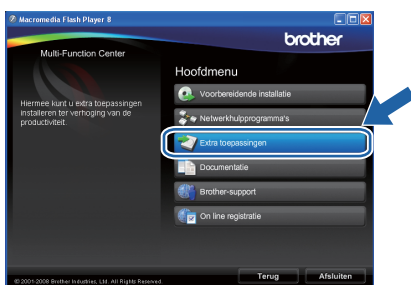 Macromedia Flash Player 8
brother
Multi-Function Center
Hoofdmenu
Hiermee kunt u extra toepassingen
installeren ter verhoging van de
productiviteit.
Voorbereidende installatie
Netwerkhulpprogramma's
Extra toepassingen
Documentatie
Brother-support
On line registratie
© 2001-2008 Brother Industries, Ltd. All Rights Reserved.
Terug
Afsluiten